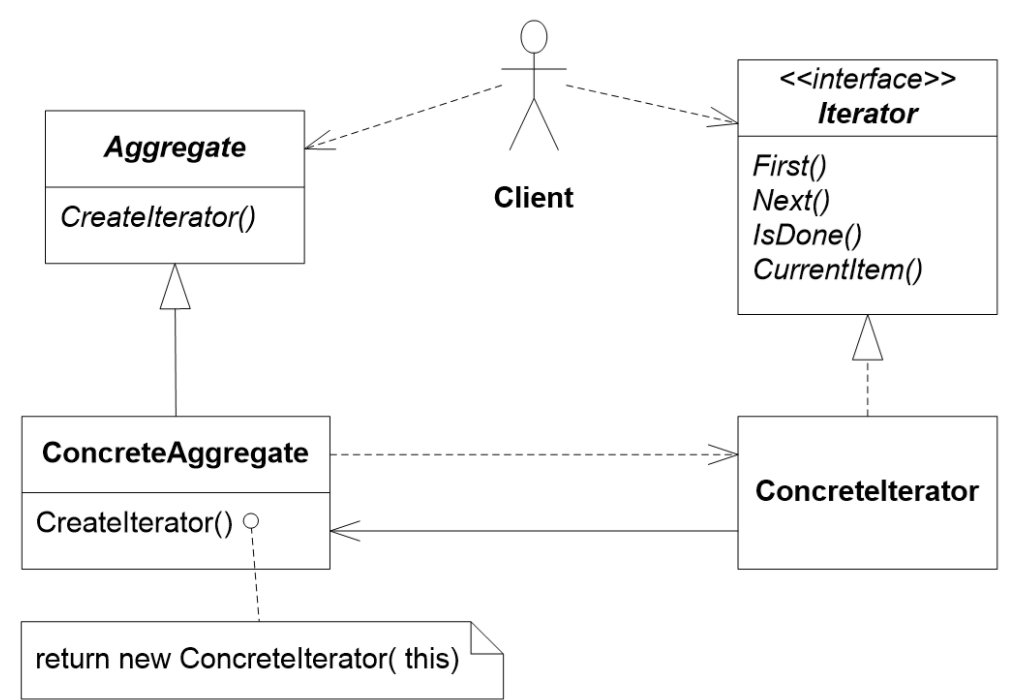 Aggregate
CreateIterator()
Client
<<interface>>
Iterator
First()
Next()
IsDone()
CurrentItem()
ConcreteAggregate
CreateIterator()
ConcreteIterator
return new ConcreteIterator( this)